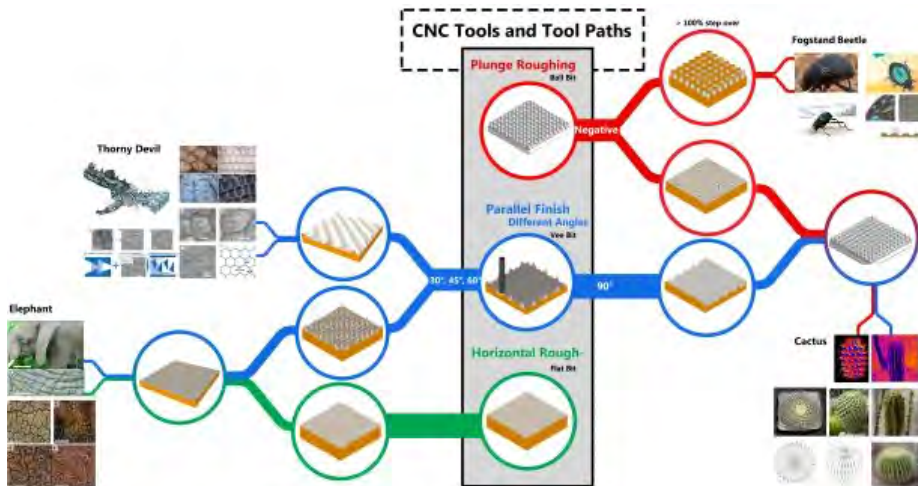 CNC Tools and Tool Paths
> 100% step over
Fogstand Beetle
Plunge Roughing
Ball Bit
Negative
Thorny Devil
Parallel Finish
Different Angles
Vee Bit
30°, 45°, 60°
90°
Elephant
Horizontal Rough-
Flat Bit
Cactus